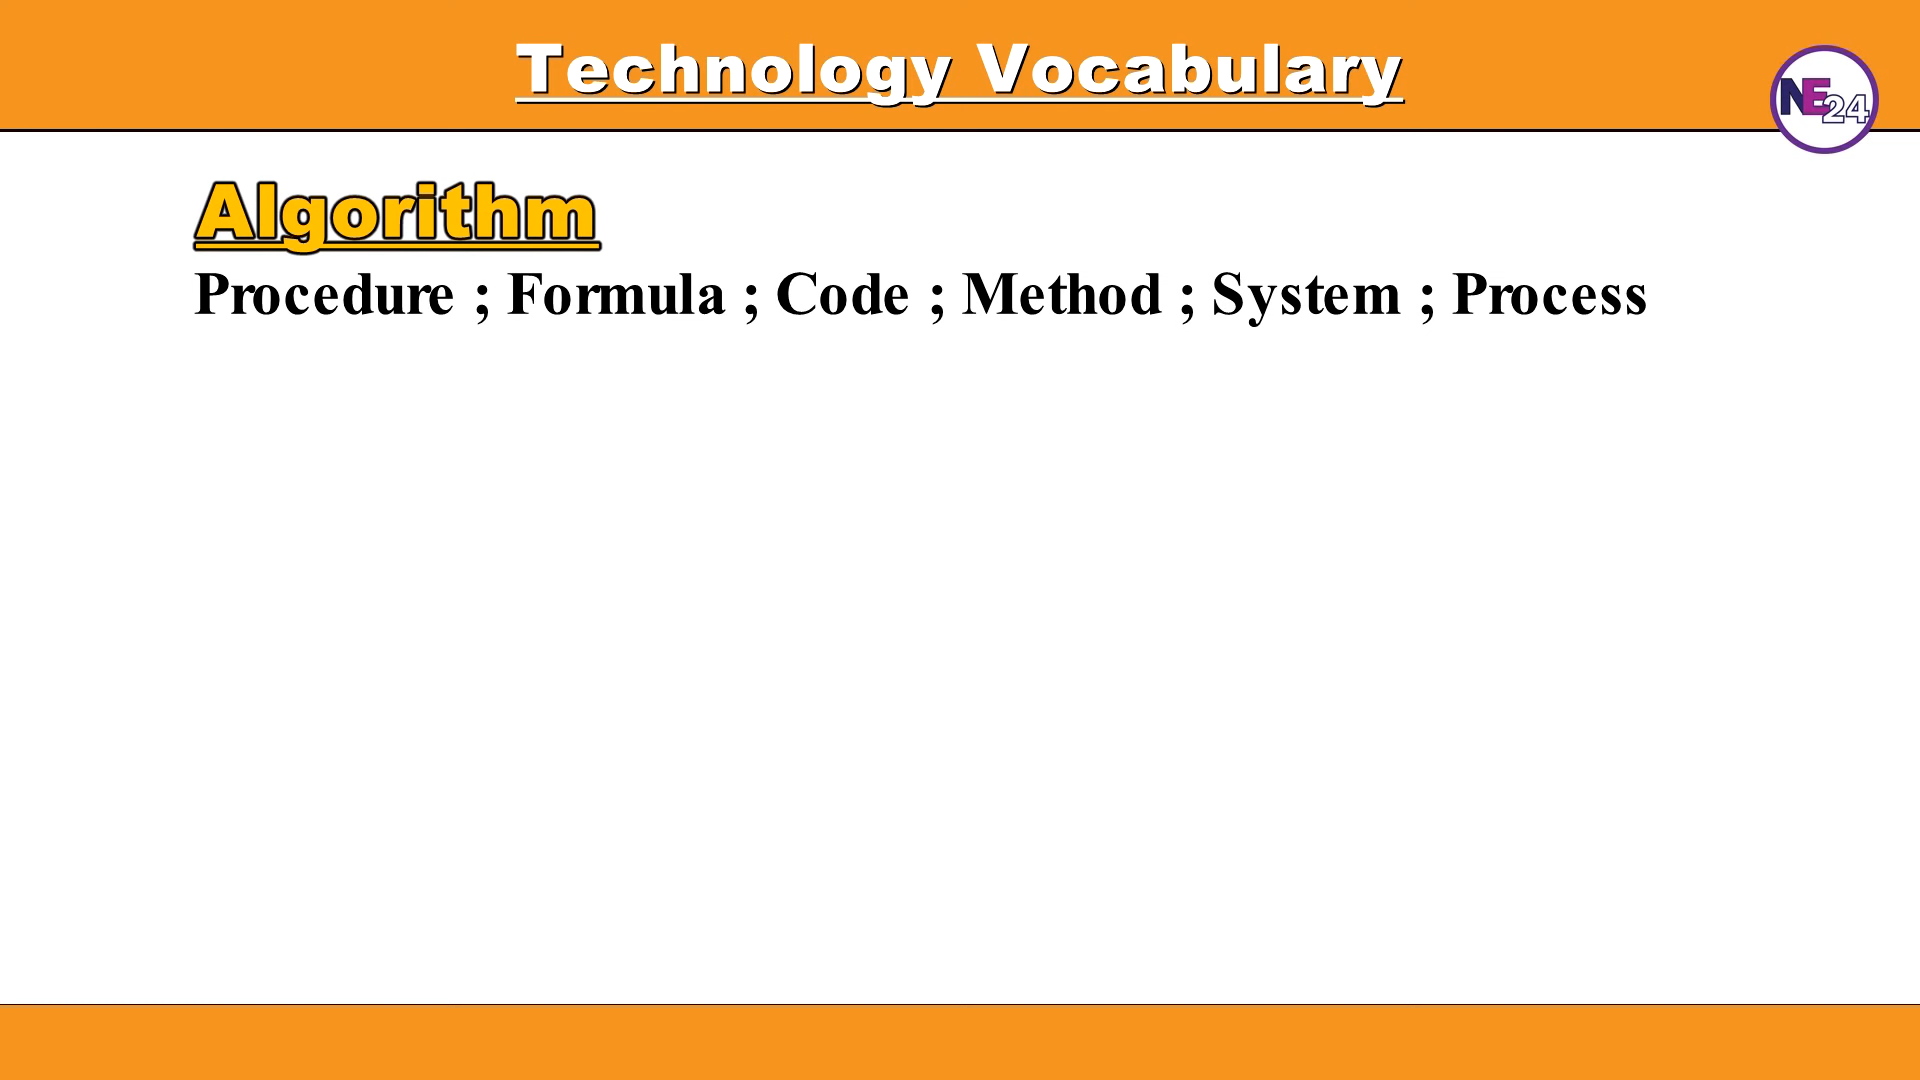 Technology Vocabulary
NE24
Algorithm
Procedure ; Formula ; Code ; Method ; System ; Process